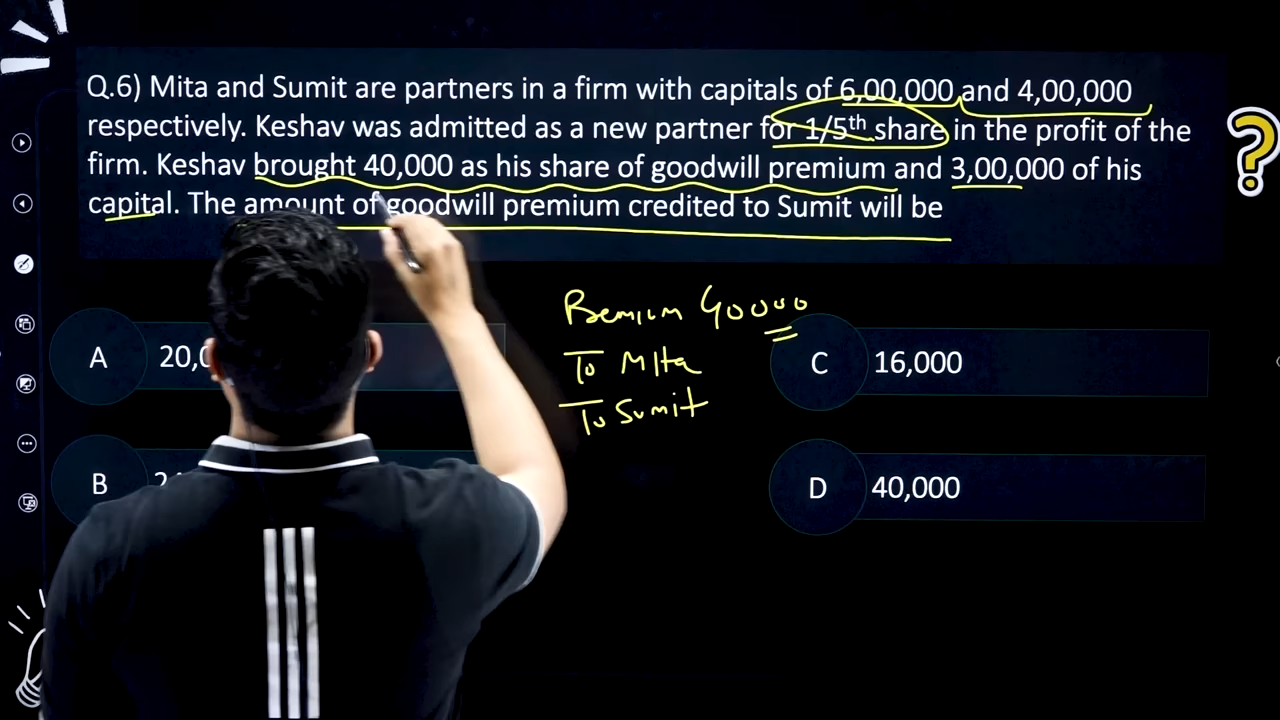 Q.6) Mita and Sumit are partners in a firm with capitals of 6,00,000 and 4,00,000
respectively. Keshav was admitted as a new partner for 1/5th share in the profit of the
firm. Keshav brought 40,000 as his share of goodwill premium and 3,00,000 of his
capital. The amount of goodwill premium credited to Sumit will be
A
B
Premium 40000
To Mita
To Sumit
C 16,000
D 40,000